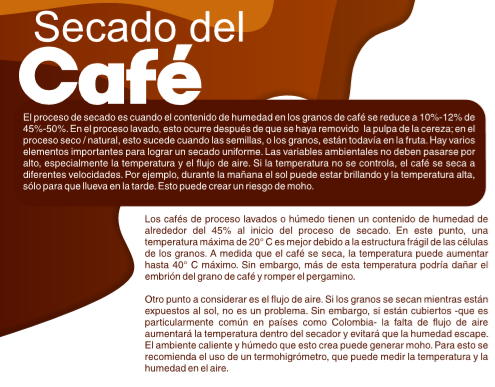 Secado del
Café
El proceso de secado es cuando el contenido de humedad en los granos de café se reduce a 10%-12% de
45%-50%. En el proceso lavado, esto ocurre después de que se haya removido la pulpa de la cereza; en el
proceso seco / natural, esto sucede cuando las semillas, o los granos, están todavía en la fruta. Hay varios
elementos importantes para lograr un secado uniforme. Las variables ambientales no deben pasarse por
alto, especialmente la temperatura y el flujo de aire. Si la temperatura no se controla, el café se seca a
diferentes velocidades. Por ejemplo, durante la mañana el sol puede estar brillando y la temperatura alta,
sólo para que llueva en la tarde. Esto puede crear un riesgo de moho.
Los cafés de proceso lavados o húmedo tienen un contenido de humedad de
alrededor del 45% al inicio del proceso de secado. En este punto, una
temperatura máxima de 20° C es mejor debido a la estructura frágil de las células
de los granos. A medida que el café se seca, la temperatura puede aumentar
hasta 40° C máximo. Sin embargo, más de esta temperatura podría dañar el
embrión del grano de café y romper el pergamino.
Otro punto a considerar es el flujo de aire. Si los granos se secan mientras están
expuestos al sol, no es un problema. Sin embargo, si están cubiertos -que es
particularmente común en países como Colombia- la falta de flujo de aire
aumentará la temperatura dentro del secador y evitará que la humedad escape.
El ambiente caliente y húmedo que esto crea puede generar moho. Para esto se
recomienda el uso de un termohigrómetro, que puede medir la temperatura y la
humedad en el aire.